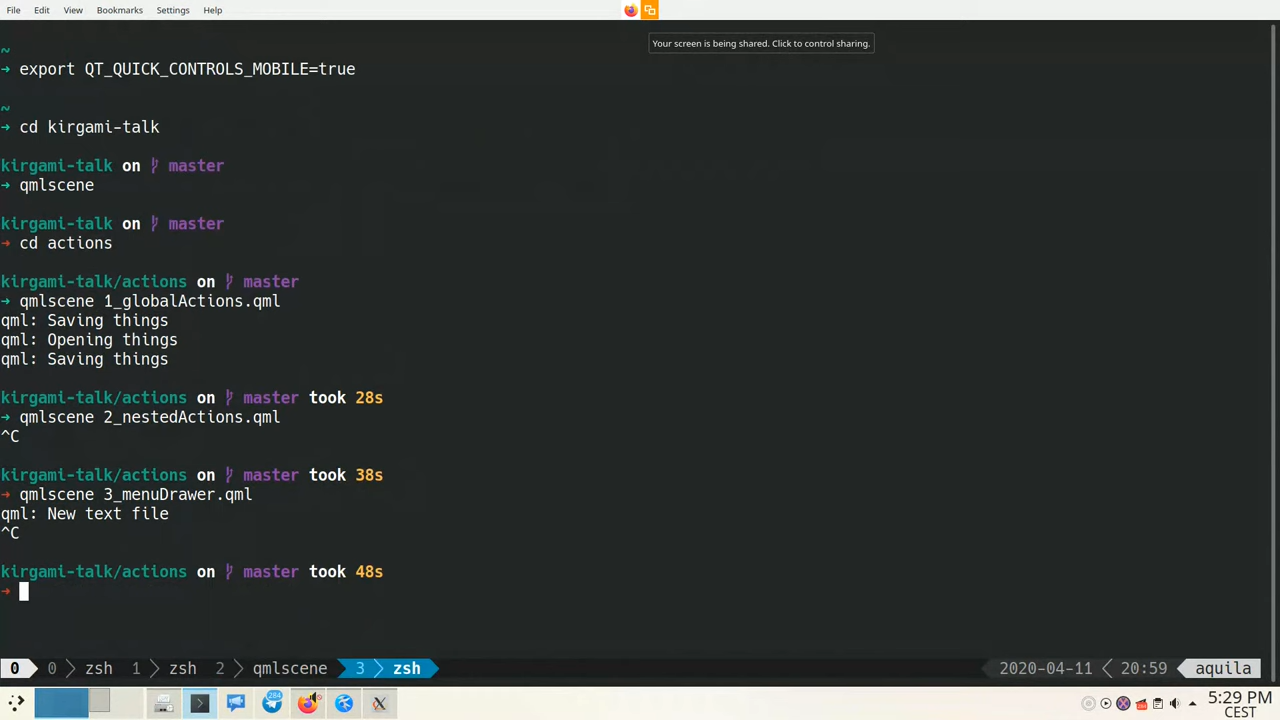 File Edit View Bookmarks Settings Help
Your screen is being shared. Click to control sharing.
~
➜ export QT_QUICK_CONTROLS_MOBILE=true
~
➜ cd kirgami-talk
kirgami-talk on master
➜ qmlscene
kirgami-talk on master
➜ cd actions
kirgami-talk/actions on master
➜ qmlscene 1_globalActions.qml
qml: Saving things
qml: Opening things
qml: Saving things
kirgami-talk/actions on master took 28s
➜ qmlscene 2_nestedActions.qml
^C
kirgami-talk/actions on master took 38s
➜ qmlscene 3_menuDrawer.qml
qml: New text file
^C
kirgami-talk/actions on master took 48s
➜
0 0 zsh 1 zsh 2 qmlscene 3 zsh 2020-04-11 20:59 aquila
284
5:29 PM
CEST